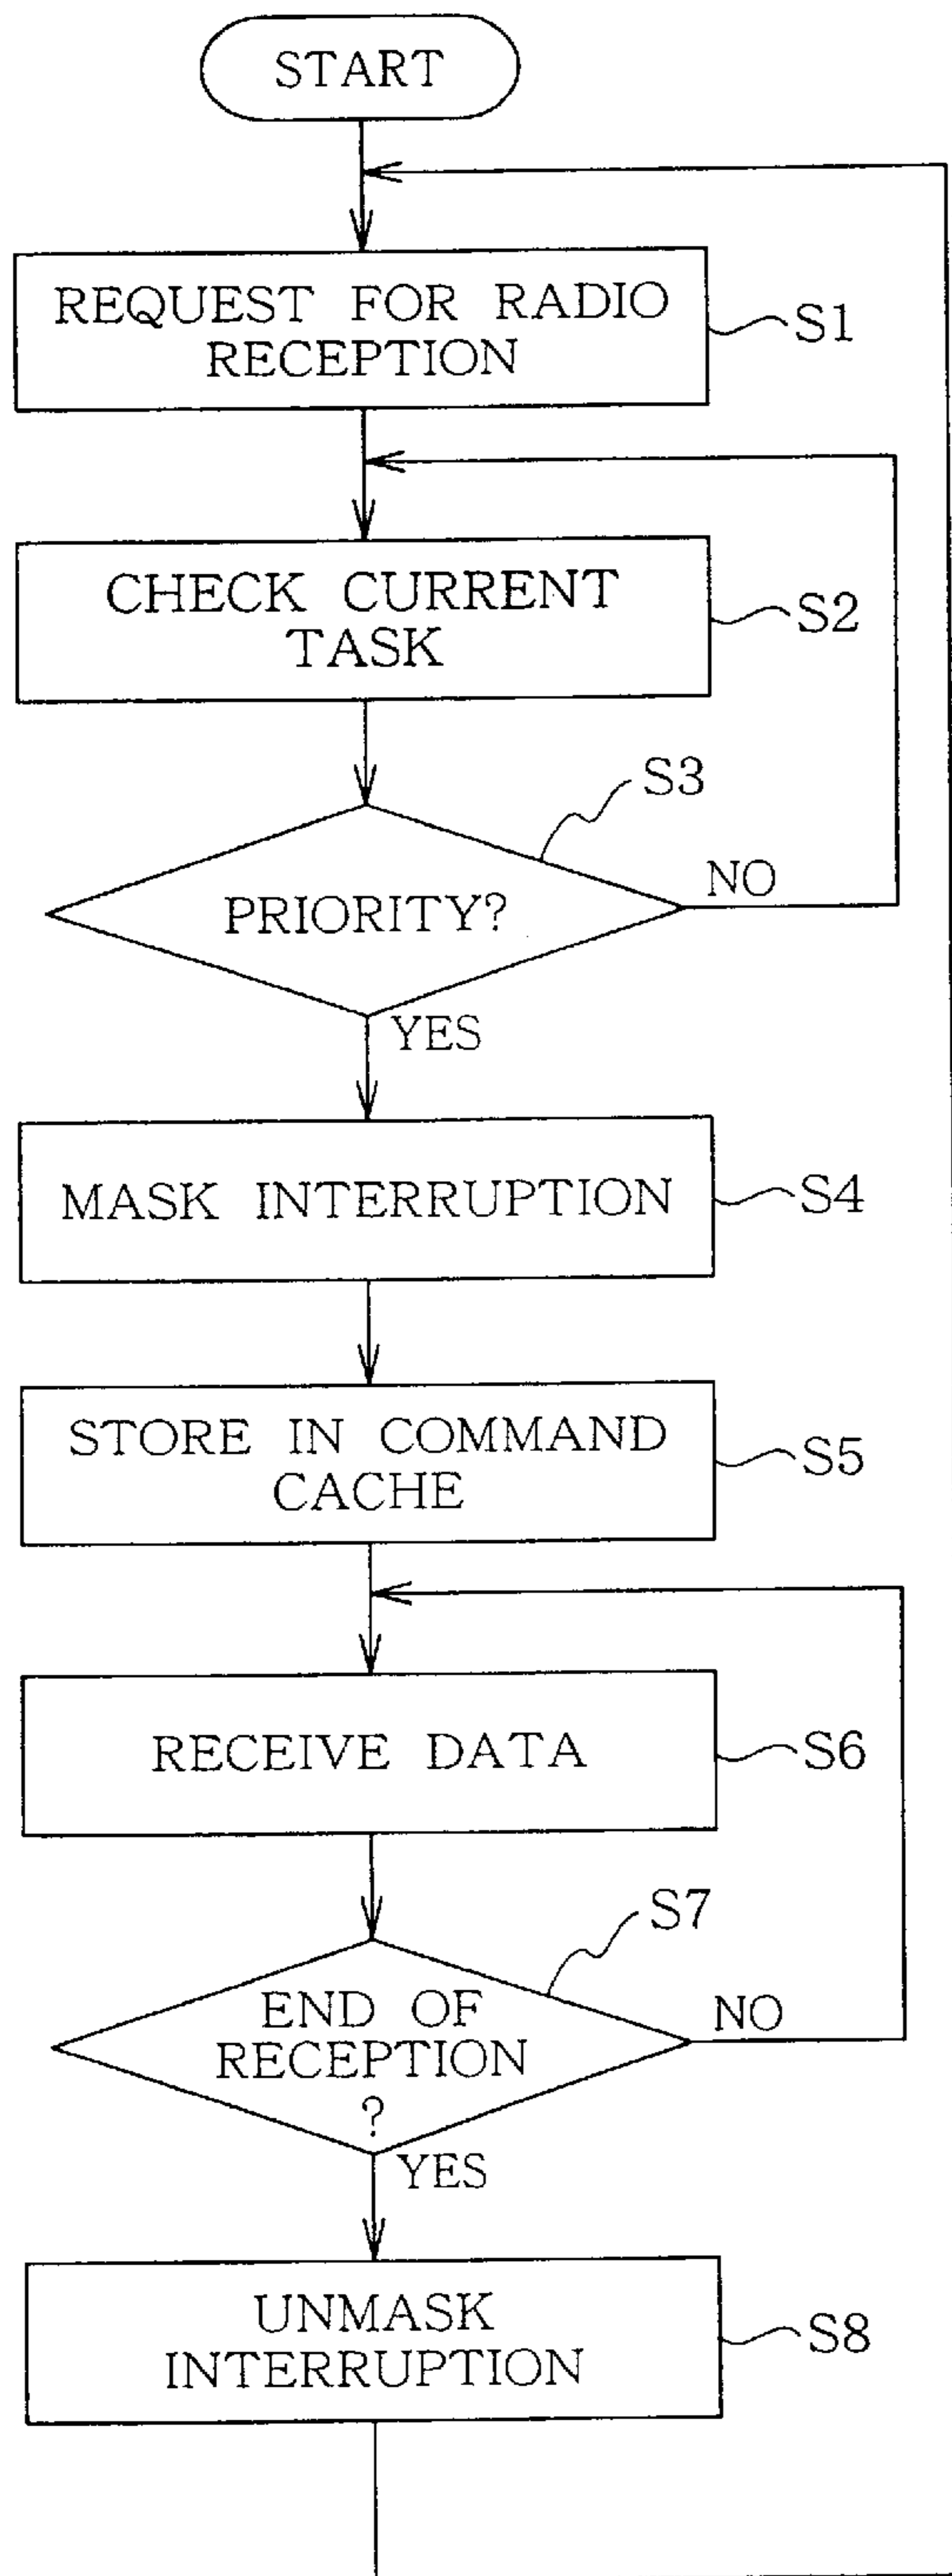 START
REQUEST FOR RADIO
RECEPTION
S1
CHECK CURRENT
TASK
S2
S3
PRIORITY?
NO
YES
MASK INTERRUPTION
S4
STORE IN COMMAND
CACHE
S5
RECEIVE DATA
S6
S7
END OF
RECEPTION
?
NO
YES
UNMASK
INTERRUPTION
S8